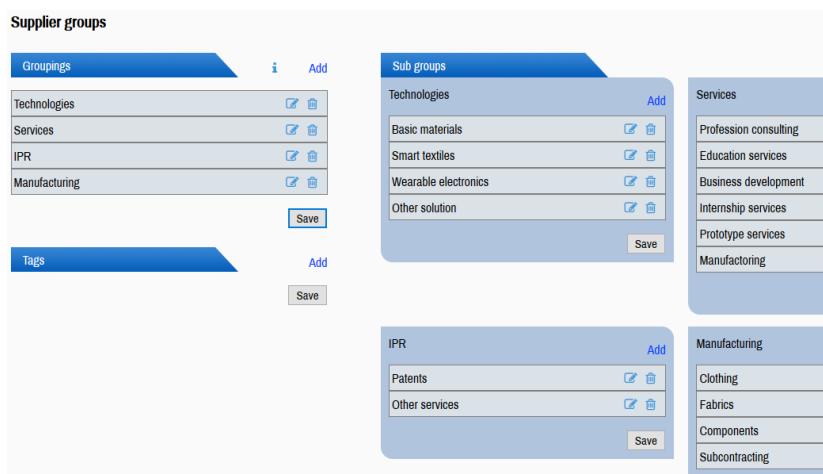 Supplier groups
Groupings
i Add
Technologies
Services
IPR
Manufacturing
Save
Tags
Add
Save
Sub groups
Technologies
Add
Basic materials
Smart textiles
Wearable electronics
Other solution
Save
Services
Profession consulting
Education services
Business development
Internship services
Prototype services
Manufactoring
IPR
Add
Patents
Other services
Save
Manufacturing
Clothing
Fabrics
Components
Subcontracting